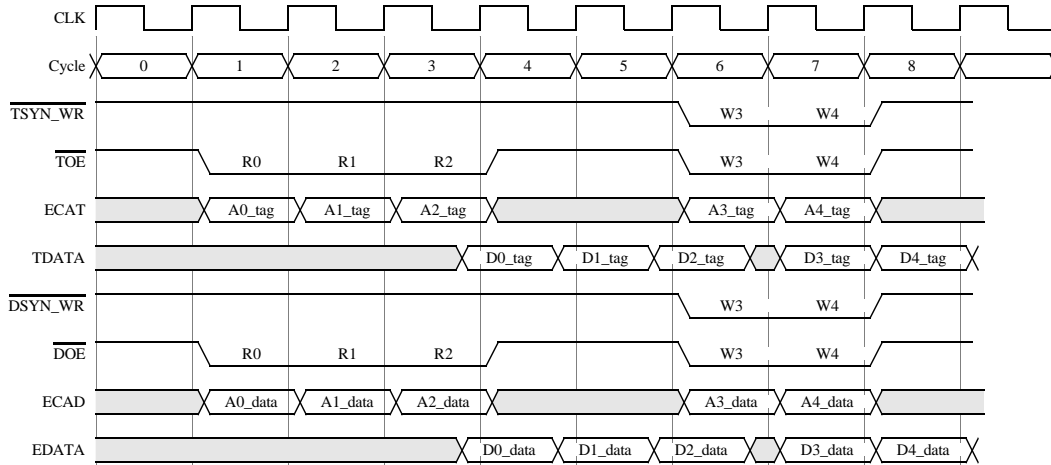 CLK
Cycle 0 1 2 3 4 5 6 7 8
TSYN_WR W3 W4
TOE R0 R1 R2 W3 W4
ECAT A0_tag A1_tag A2_tag A3_tag A4_tag
TDATA D0_tag D1_tag D2_tag D3_tag D4_tag
DSYN_WR W3 W4
DOE R0 R1 R2 W3 W4
ECAD A0_data A1_data A2_data A3_data A4_data
EDATA D0_data D1_data D2_data D3_data D4_data